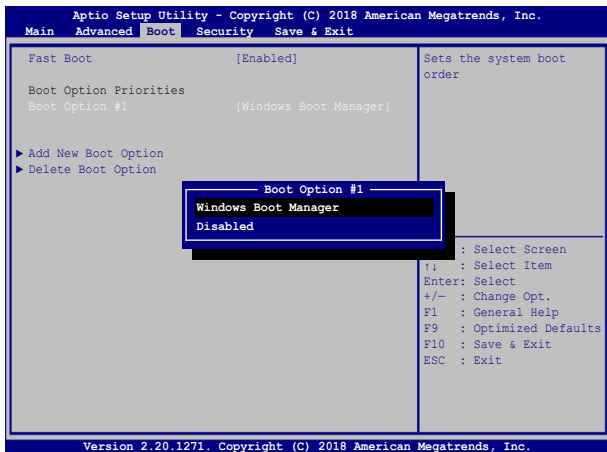 Aptio Setup Utility - Copyright (C) 2018 American Megatrends, Inc.
Main Advanced Boot Security Save & Exit
Fast Boot [Enabled]
Boot Option Priorities
Boot Option #1 [Windows Boot Manager]
▶ Add New Boot Option
▶ Delete Boot Option
Sets the system boot
order
Boot Option #1
Windows Boot Manager
Disabled
: Select Screen
↑↓ : Select Item
Enter: Select
+/— : Change Opt.
F1 : General Help
F9 : Optimized Defaults
F10 : Save & Exit
ESC : Exit
Version 2.20.1271. Copyright (C) 2018 American Megatrends, Inc.